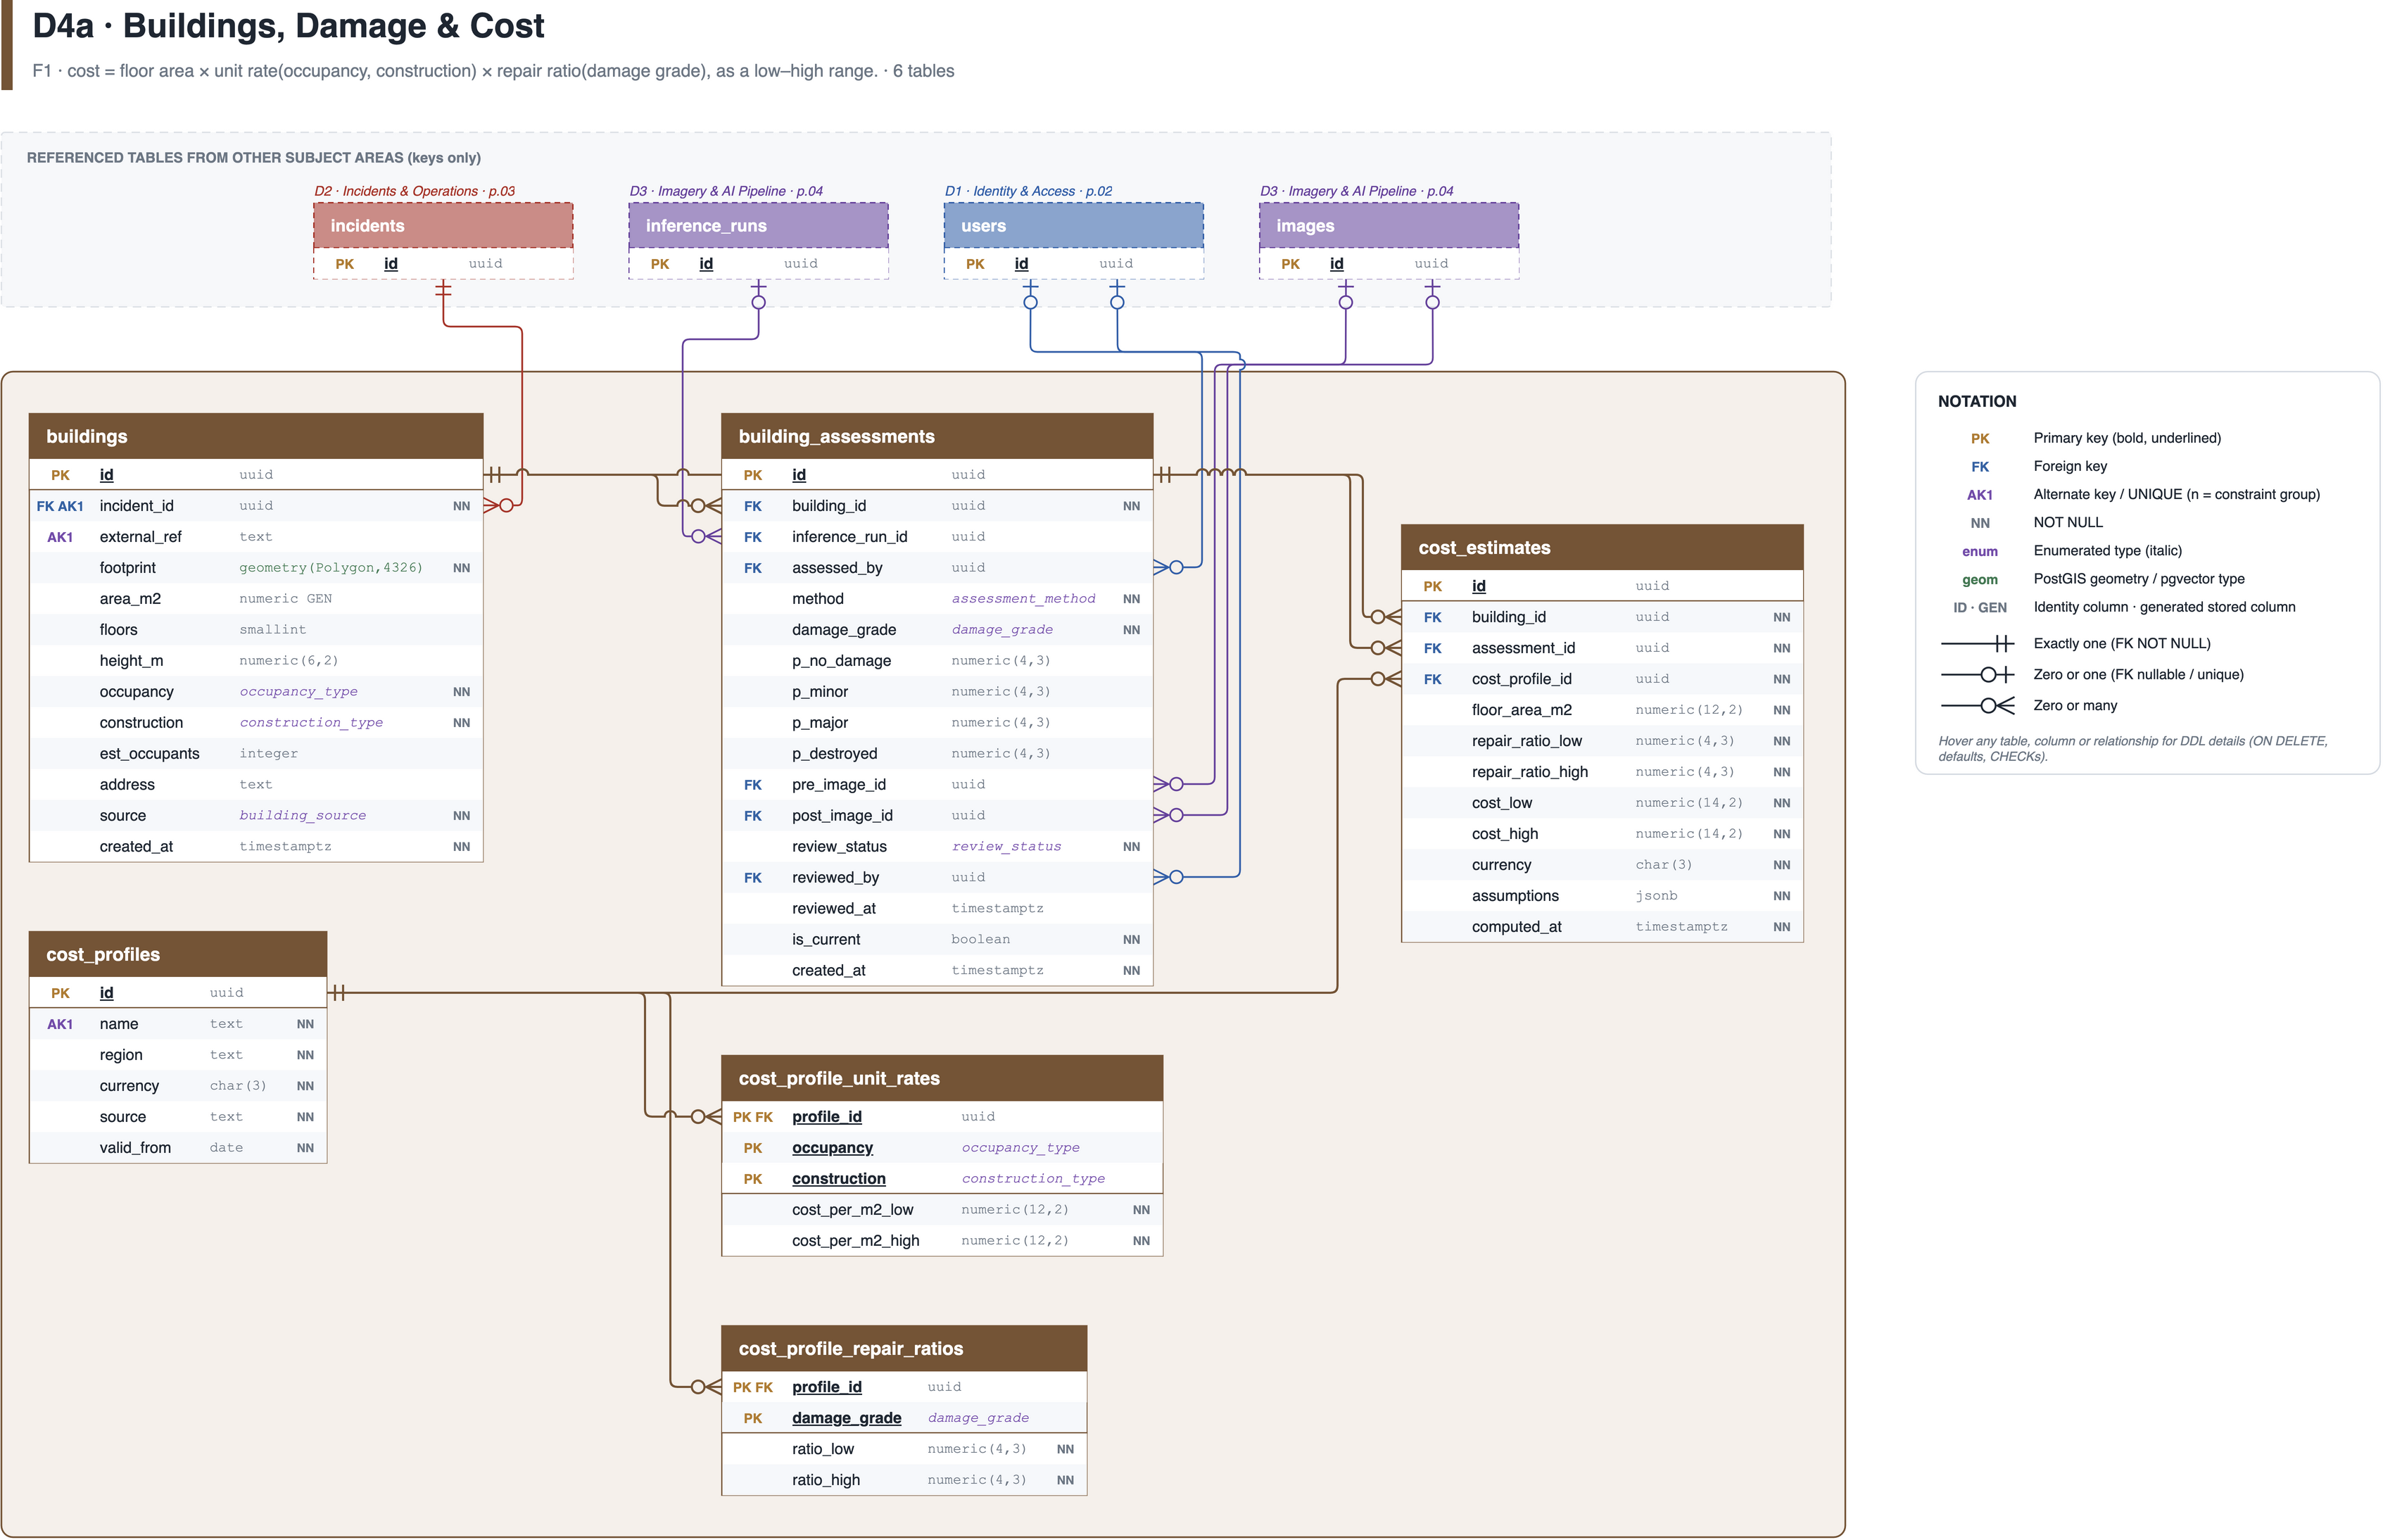 D4a · Buildings, Damage & Cost
F1 · cost = floor area × unit rate(occupancy, construction) × repair ratio(damage grade), as a low–high range. · 6 tables
REFERENCED TABLES FROM OTHER SUBJECT AREAS (keys only)
D2 · Incidents & Operations · p.03
incidents
PK id uuid
D3 · Imagery & AI Pipeline · p.04
inference_runs
PK id uuid
D1 · Identity & Access · p.02
users
PK id uuid
D3 · Imagery & AI Pipeline · p.04
images
PK id uuid
buildings
PK id uuid
FK AK1 incident_id uuid NN
AK1 external_ref text
footprint geometry(Polygon,4326) NN
area_m2 numeric GEN
floors smallint
height_m numeric(6,2)
occupancy occupancy_type NN
construction construction_type NN
est_occupants integer
address text
source building_source NN
created_at timestamptz NN
building_assessments
PK id uuid
FK building_id uuid NN
FK inference_run_id uuid
FK assessed_by uuid
method assessment_method NN
damage_grade damage_grade NN
p_no_damage numeric(4,3)
p_minor numeric(4,3)
p_major numeric(4,3)
p_destroyed numeric(4,3)
FK pre_image_id uuid
FK post_image_id uuid
review_status review_status NN
FK reviewed_by uuid
reviewed_at timestamptz
is_current boolean NN
created_at timestamptz NN
cost_estimates
PK id uuid
FK building_id uuid NN
FK assessment_id uuid NN
FK cost_profile_id uuid NN
floor_area_m2 numeric(12,2) NN
repair_ratio_low numeric(4,3) NN
repair_ratio_high numeric(4,3) NN
cost_low numeric(14,2) NN
cost_high numeric(14,2) NN
currency char(3) NN
assumptions jsonb NN
computed_at timestamptz NN
cost_profiles
PK id uuid
AK1 name text NN
region text NN
currency char(3) NN
source text NN
valid_from date NN
cost_profile_unit_rates
PK FK profile_id uuid
PK occupancy occupancy_type
PK construction construction_type
cost_per_m2_low numeric(12,2) NN
cost_per_m2_high numeric(12,2) NN
cost_profile_repair_ratios
PK FK profile_id uuid
PK damage_grade damage_grade
ratio_low numeric(4,3) NN
ratio_high numeric(4,3) NN
NOTATION
PK Primary key (bold, underlined)
FK Foreign key
AK1 Alternate key / UNIQUE (n = constraint group)
NN NOT NULL
enum Enumerated type (italic)
geom PostGIS geometry / pgvector type
ID · GEN Identity column · generated stored column
Exactly one (FK NOT NULL)
Zero or one (FK nullable / unique)
Zero or many
Hover any table, column or relationship for DDL details (ON DELETE,
defaults, CHECKs).